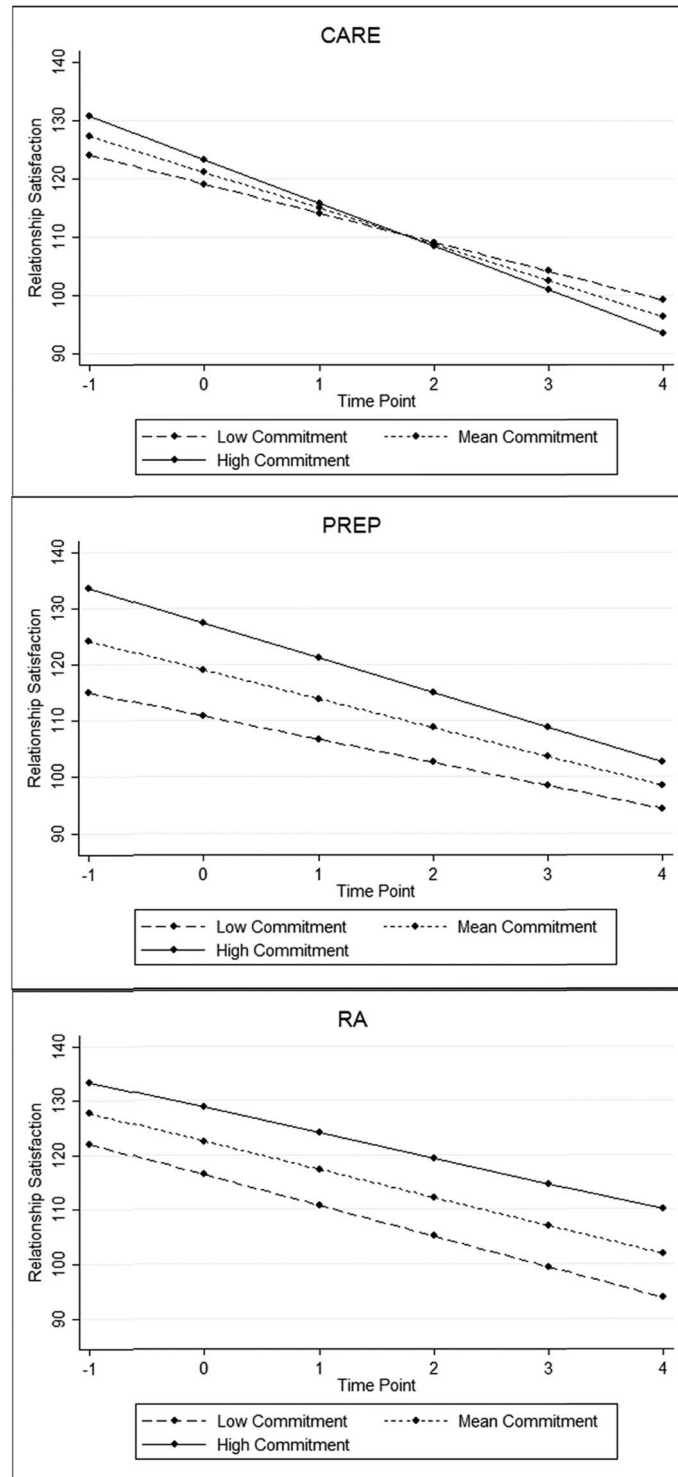 CARE
140
130
120
110
100
90
Relationship Satisfaction
-1 0 1 2 3 4
Time Point
Low Commitment Mean Commitment
High Commitment
PREP
140
130
120
110
100
90
Relationship Satisfaction
-1 0 1 2 3 4
Time Point
Low Commitment Mean Commitment
High Commitment
RA
140
130
120
110
100
90
Relationship Satisfaction
-1 0 1 2 3 4
Time Point
Low Commitment Mean Commitment
High Commitment